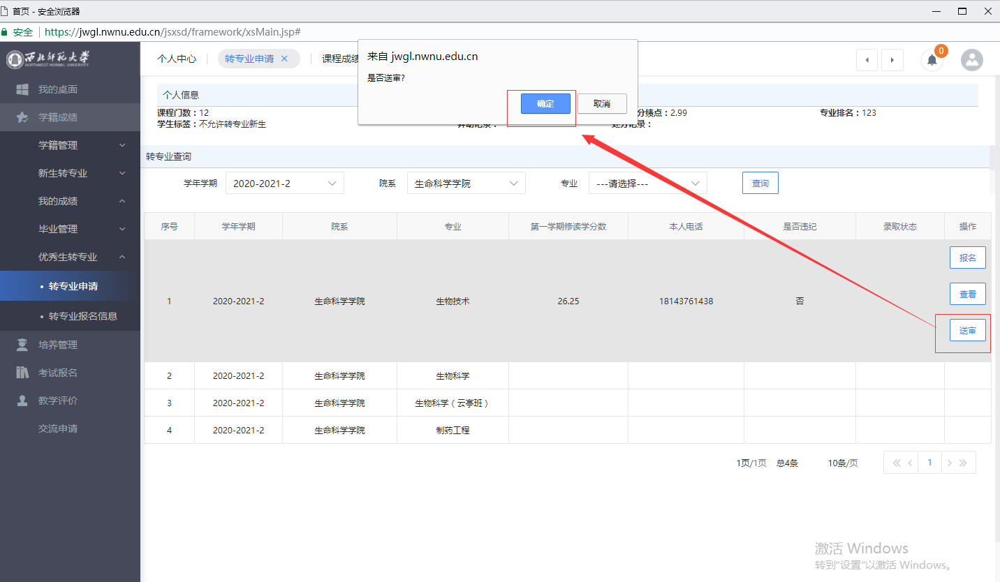 首页 - 安全浏览器
安全 https://jwgl.nwnu.edu.cn/jsxsd/framework/xsMain.jsp#
西北师范大学
NORTHWEST NORMAL UNIVERSITY
个人中心 转专业申请 × 课程成绩
0
来自 jwgl.nwnu.edu.cn
是否送审?
确定 取消
我的桌面
学籍成绩
学籍管理
新生转专业
我的成绩
毕业管理
优秀生转专业
• 转专业申请
• 转专业报名信息
培养管理
考试报名
教学评价
交流申请
个人信息
课程门数：12 分绩点：2.99 专业排名：123
学生标签：不允许转专业新生 异动记录： 处分记录：
转专业查询
学年学期 2020-2021-2 院系 生命科学学院 专业 ---请选择--- 查询
序号 学年学期 院系 专业 第一学期修读学分数 本人电话 是否违纪 录取状态 操作
报名
查看
1 2020-2021-2 生命科学学院 生物技术 26.25 18143761438 否
送审
2 2020-2021-2 生命科学学院 生物科学
3 2020-2021-2 生命科学学院 生物科学（云亭班）
4 2020-2021-2 生命科学学院 制药工程
1页/1页 总4条 10条/页 1
激活 Windows
转到"设置"以激活 Windows。